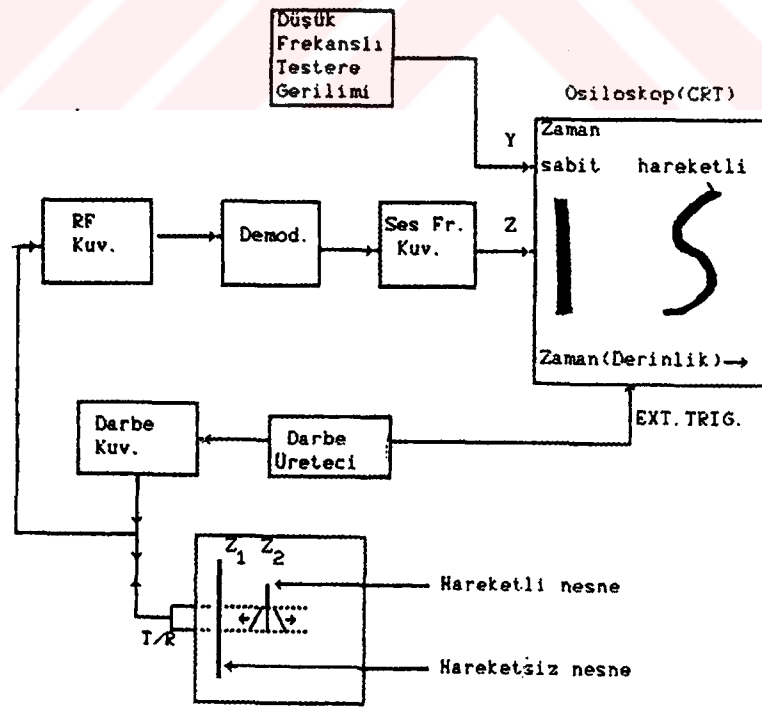 Düşük
Frekanslı
Testere
Gerilimi
Osiloskop(CRT)
Zaman
Y
sabit hareketli
RF
Kuv.
Demod.
Ses Fr.
Kuv.
Z
Zaman(Derinlik)→
EXT.TRIG.
Darbe
Kuv.
Darbe
Üreteci
Z1 Z2
Hareketli nesne
T/R
Hareketsiz nesne